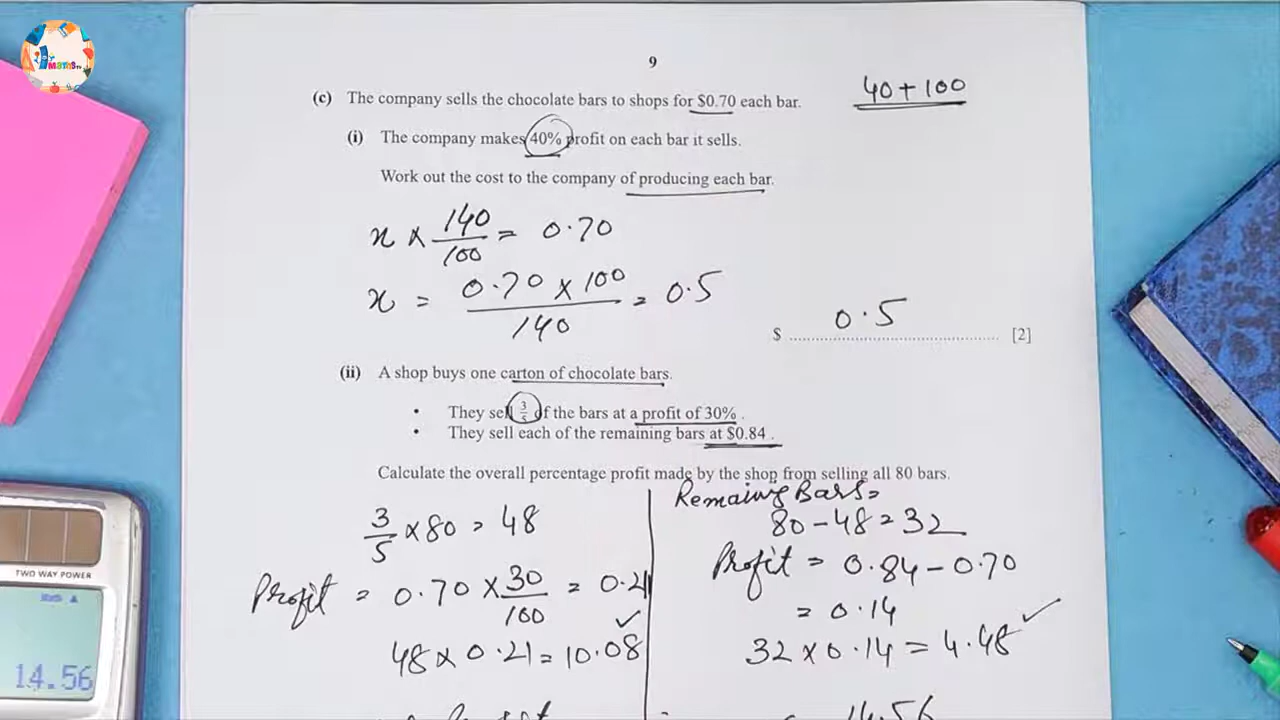 MATHS
9
(c) The company sells the chocolate bars to shops for $0.70 each bar.
40 + 100
(i) The company makes 40% profit on each bar it sells.
Work out the cost to the company of producing each bar.
x × 140/100 = 0.70
x = 0.70 × 100/140 = 0.5
$ 0.5 [2]
(ii) A shop buys one carton of chocolate bars.
• They sell 3/5 of the bars at a profit of 30% .
• They sell each of the remaining bars at $0.84 .
Calculate the overall percentage profit made by the shop from selling all 80 bars.
3/5 × 80 = 48
Profit = 0.70 × 30/100 = 0.21
48 × 0.21 = 10.08
Remaing Bars =
80 - 48 = 32
Profit = 0.84 - 0.70
= 0.14
32 × 0.14 = 4.48
14.56
TWO WAY POWER
Math ▲
14.56